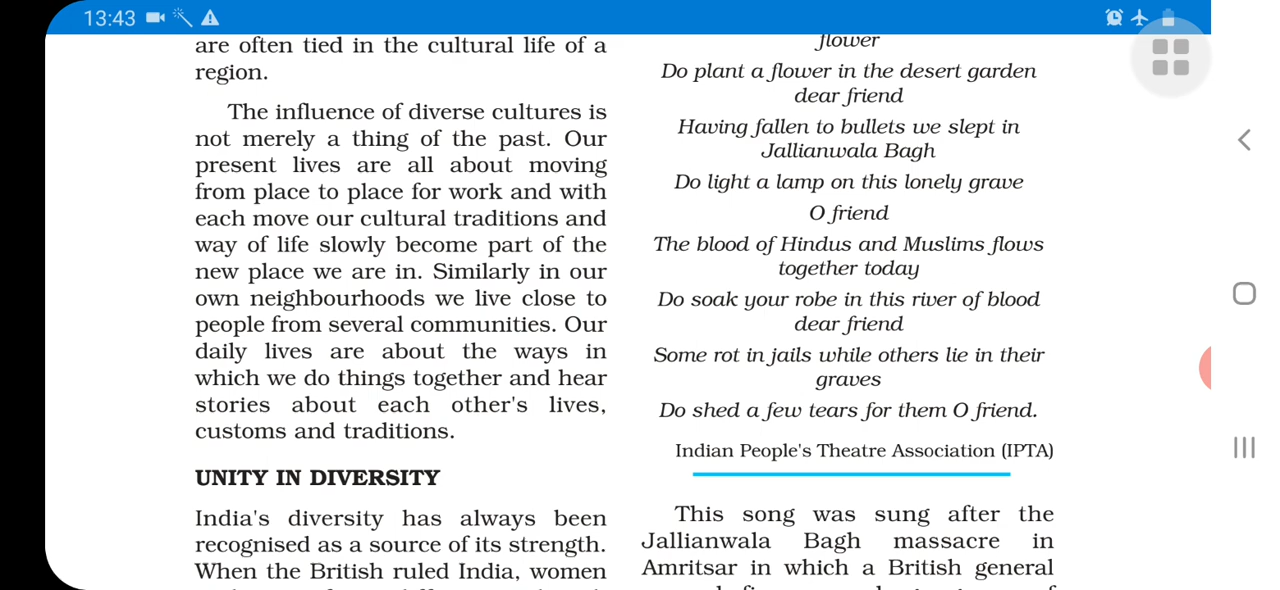 13:43
are often tied in the cultural life of a
region.
The influence of diverse cultures is
not merely a thing of the past. Our
present lives are all about moving
from place to place for work and with
each move our cultural traditions and
way of life slowly become part of the
new place we are in. Similarly in our
own neighbourhoods we live close to
people from several communities. Our
daily lives are about the ways in
which we do things together and hear
stories about each other's lives,
customs and traditions.
UNITY IN DIVERSITY
India's diversity has always been
recognised as a source of its strength.
When the British ruled India, women
flower
Do plant a flower in the desert garden
dear friend
Having fallen to bullets we slept in
Jallianwala Bagh
Do light a lamp on this lonely grave
O friend
The blood of Hindus and Muslims flows
together today
Do soak your robe in this river of blood
dear friend
Some rot in jails while others lie in their
graves
Do shed a few tears for them O friend.
Indian People's Theatre Association (IPTA)
This song was sung after the
Jallianwala Bagh massacre in
Amritsar in which a British general